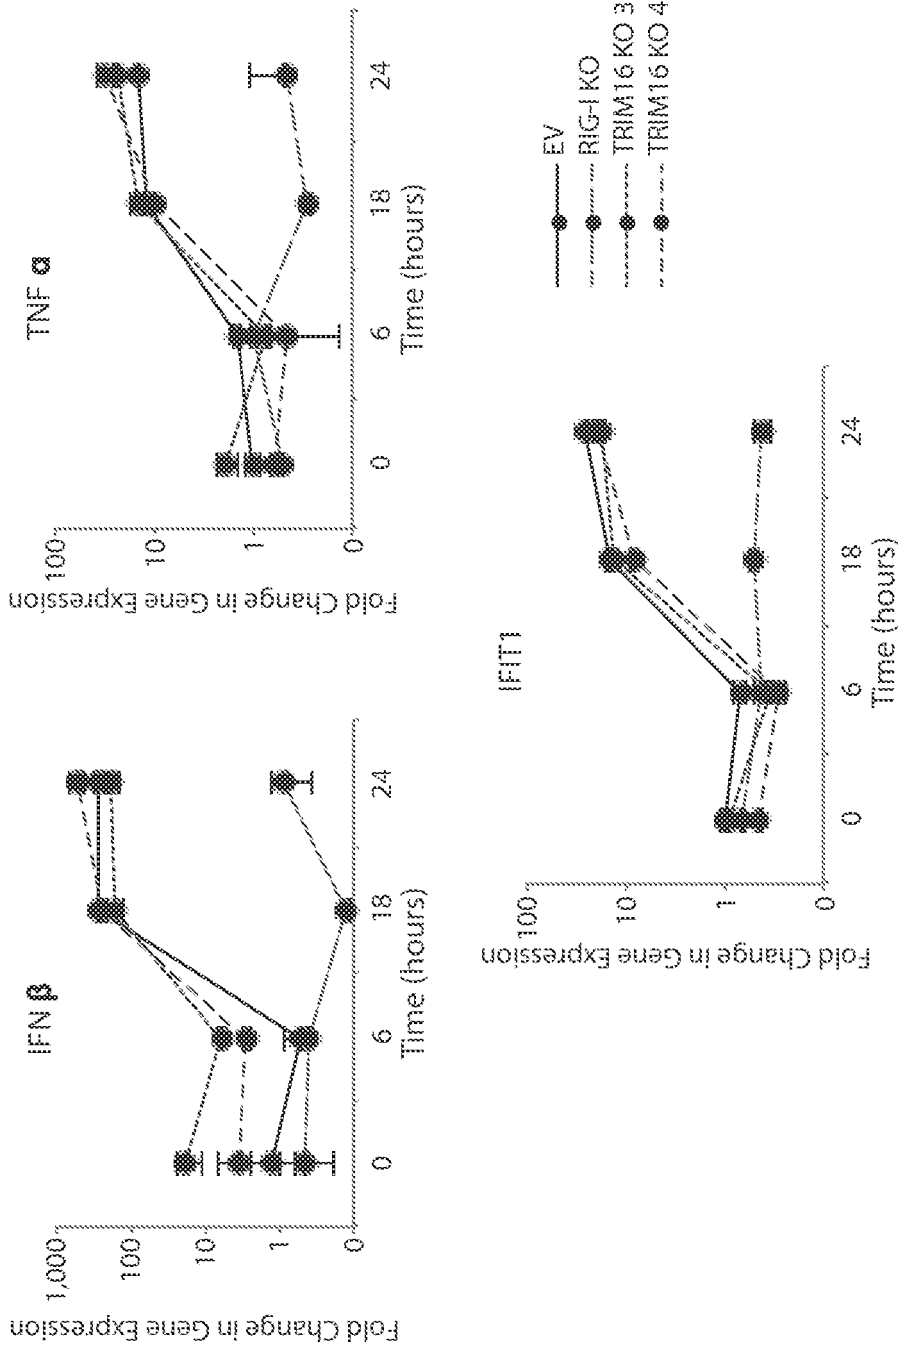 IFN β
Fold Change in Gene Expression
1,000
100
10
1
0
0 6 18 24
Time (hours)
TNF α
Fold Change in Gene Expression
100
10
1
0
0 6 18 24
Time (hours)
IFIT1
Fold Change in Gene Expression
100
10
1
0
0 6 18 24
Time (hours)
EV
RIG-I KO
TRIM16 KO 3
TRIM16 KO 4